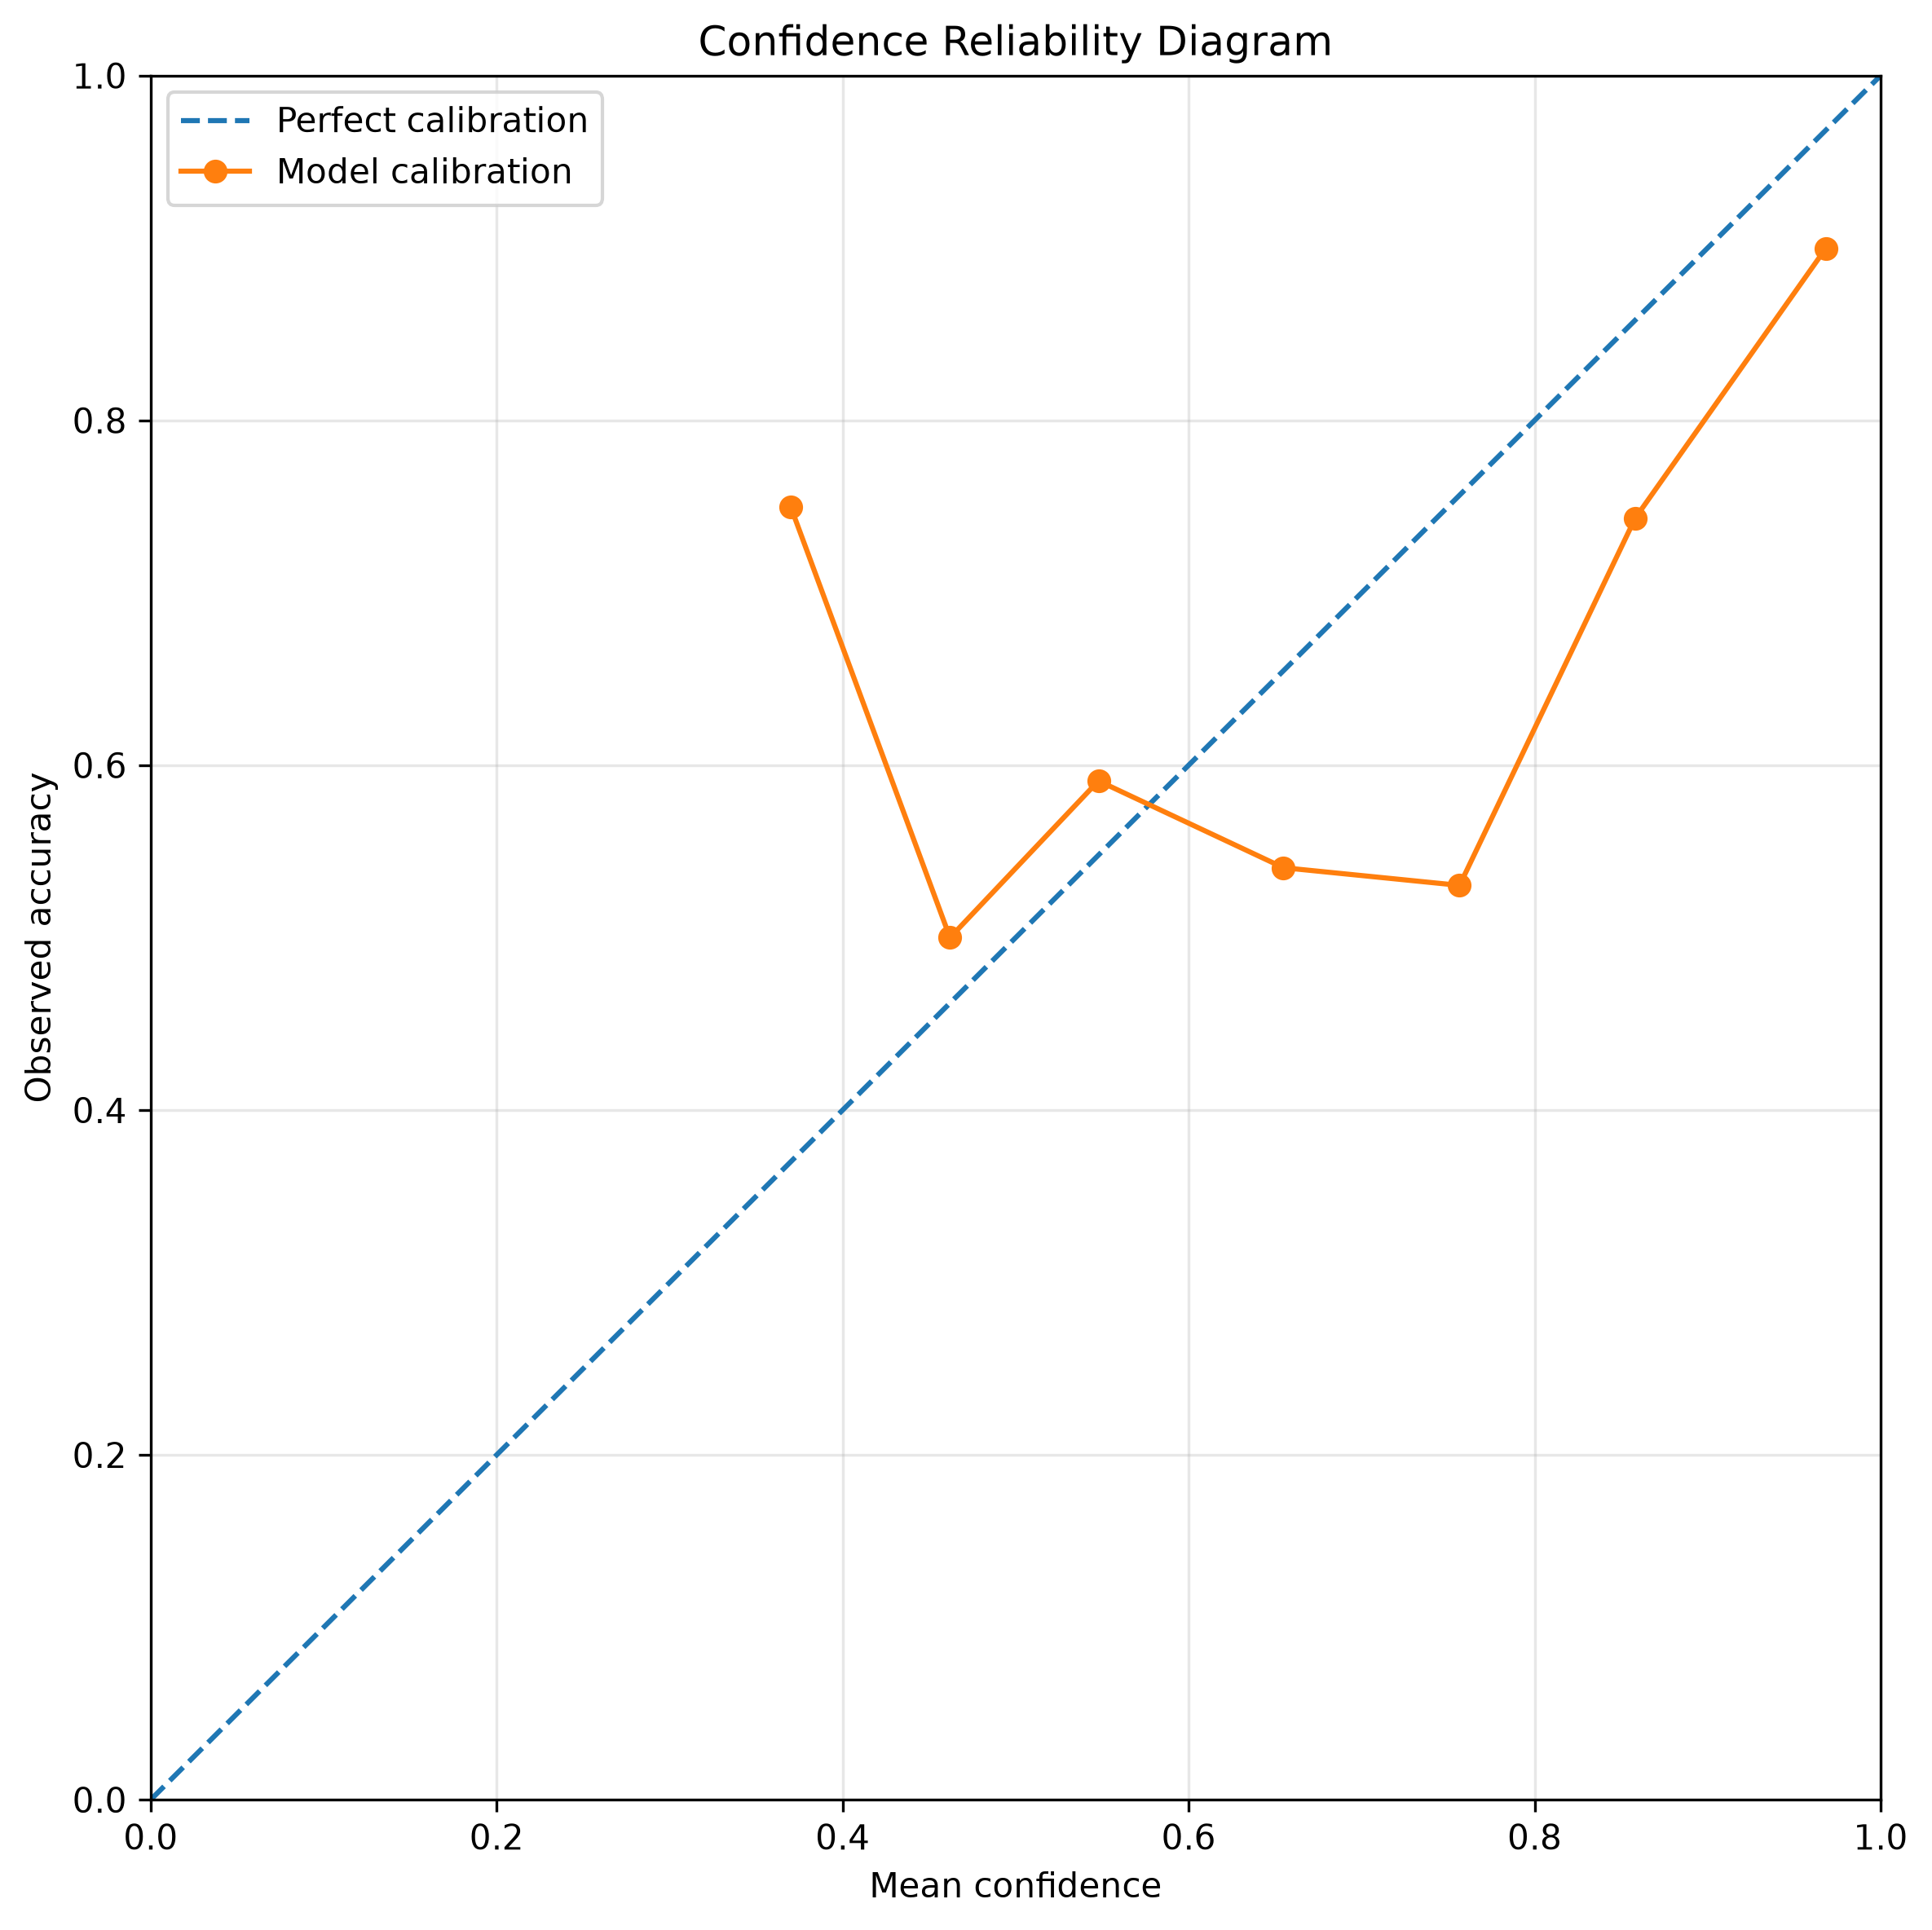 Confidence Reliability Diagram
Perfect calibration
Model calibration
Observed accuracy
1.0
0.8
0.6
0.4
0.2
0.0
0.0 0.2 0.4 0.6 0.8 1.0
Mean confidence